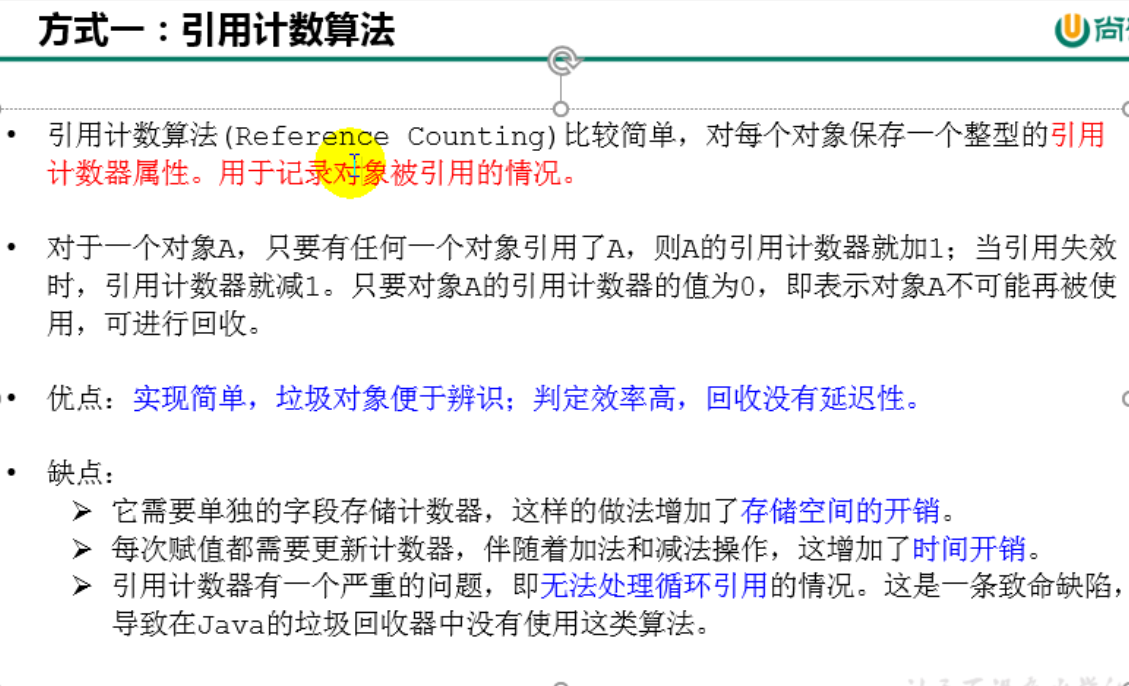 方式一：引用计数算法
尚
• 引用计数算法(Reference Counting)比较简单，对每个对象保存一个整型的引用
计数器属性。用于记录对象被引用的情况。
• 对于一个对象A，只要有任何一个对象引用了A，则A的引用计数器就加1；当引用失效
时，引用计数器就减1。只要对象A的引用计数器的值为0，即表示对象A不可能再被使
用，可进行回收。
• 优点：实现简单，垃圾对象便于辨识；判定效率高，回收没有延迟性。
• 缺点：
➢ 它需要单独的字段存储计数器，这样的做法增加了存储空间的开销。
➢ 每次赋值都需要更新计数器，伴随着加法和减法操作，这增加了时间开销。
➢ 引用计数器有一个严重的问题，即无法处理循环引用的情况。这是一条致命缺陷，
导致在Java的垃圾回收器中没有使用这类算法。